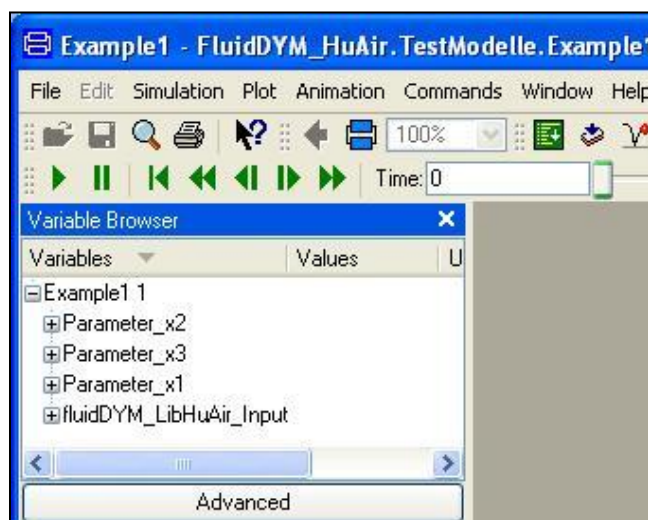 Example1 - FluidDYM_HuAir.TestModelle.Example1
File Edit Simulation Plot Animation Commands Window Help
100%
Time: 0
Variable Browser
Variables Values U
Example1 1
Parameter_x2
Parameter_x3
Parameter_x1
fluidDYM_LibHuAir_Input
Advanced